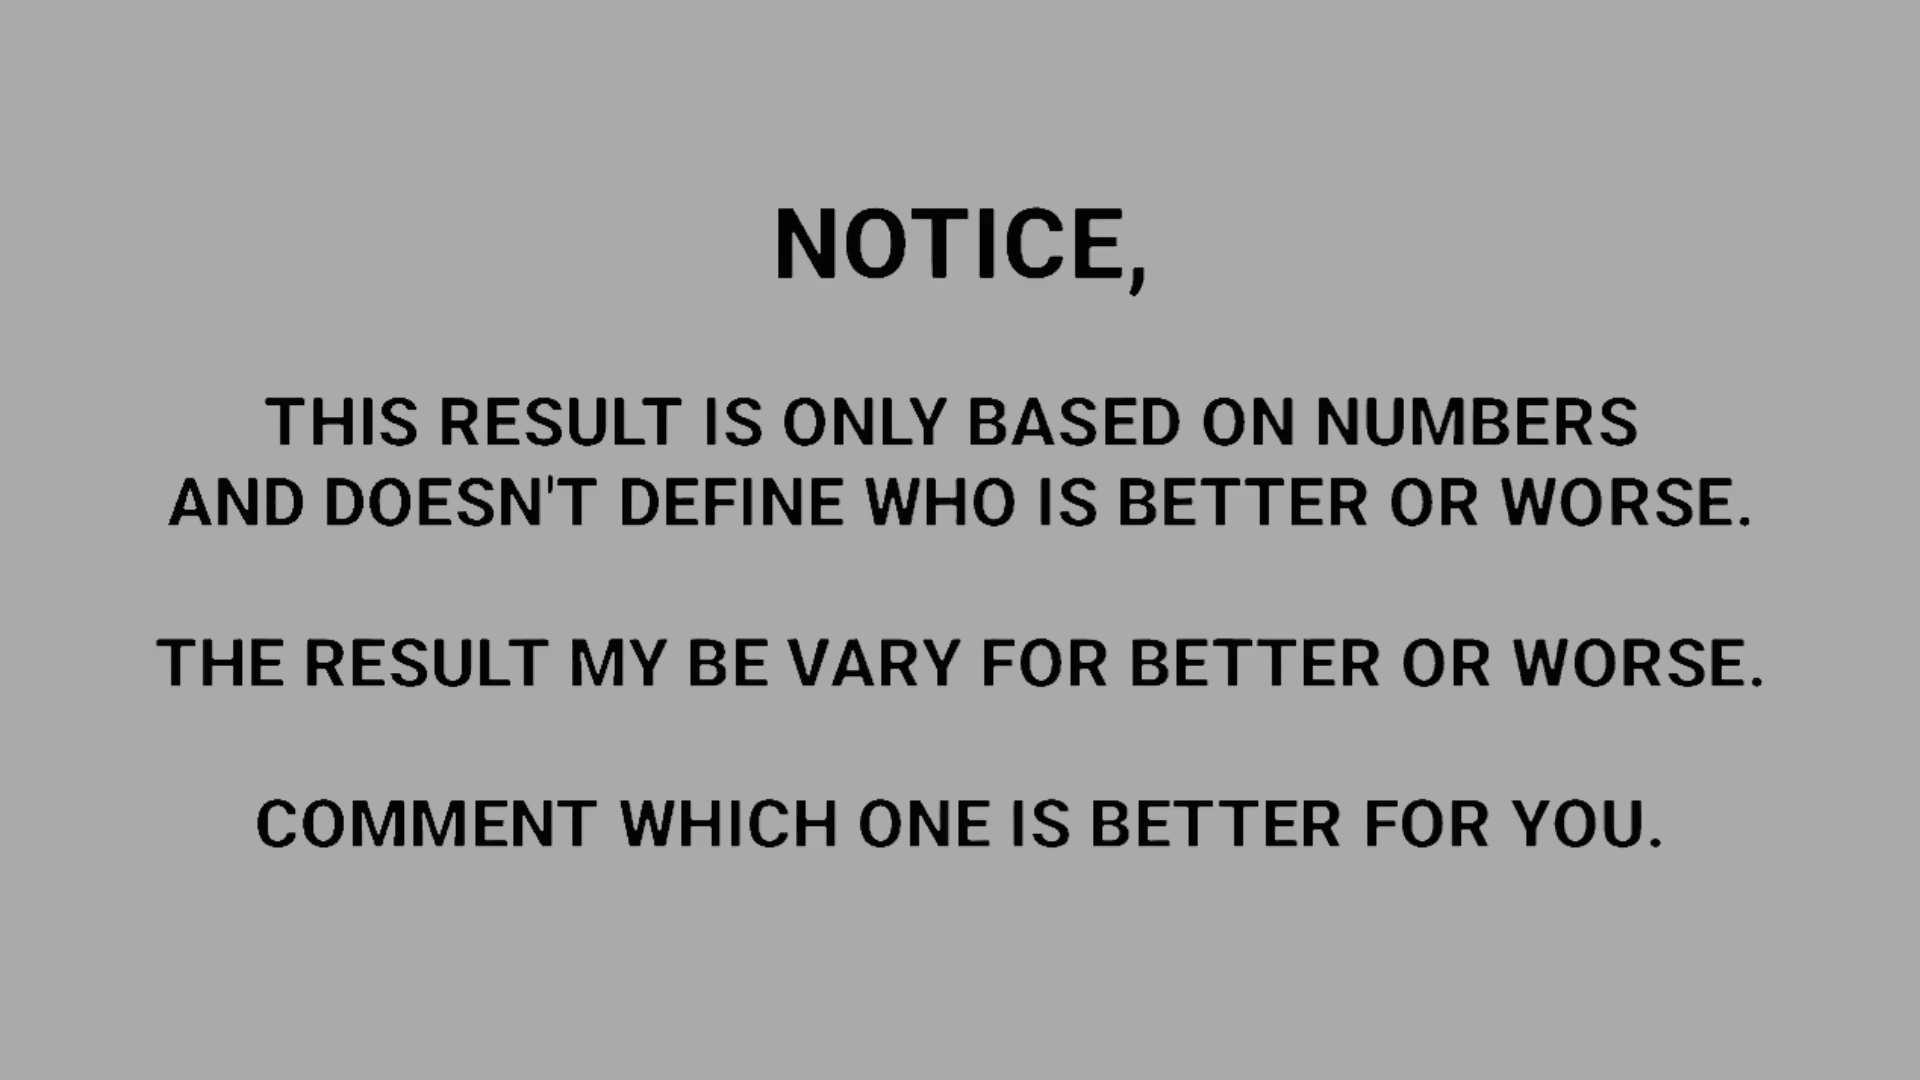 NOTICE,
THIS RESULT IS ONLY BASED ON NUMBERS
AND DOESN'T DEFINE WHO IS BETTER OR WORSE.
THE RESULT MY BE VARY FOR BETTER OR WORSE.
COMMENT WHICH ONE IS BETTER FOR YOU.